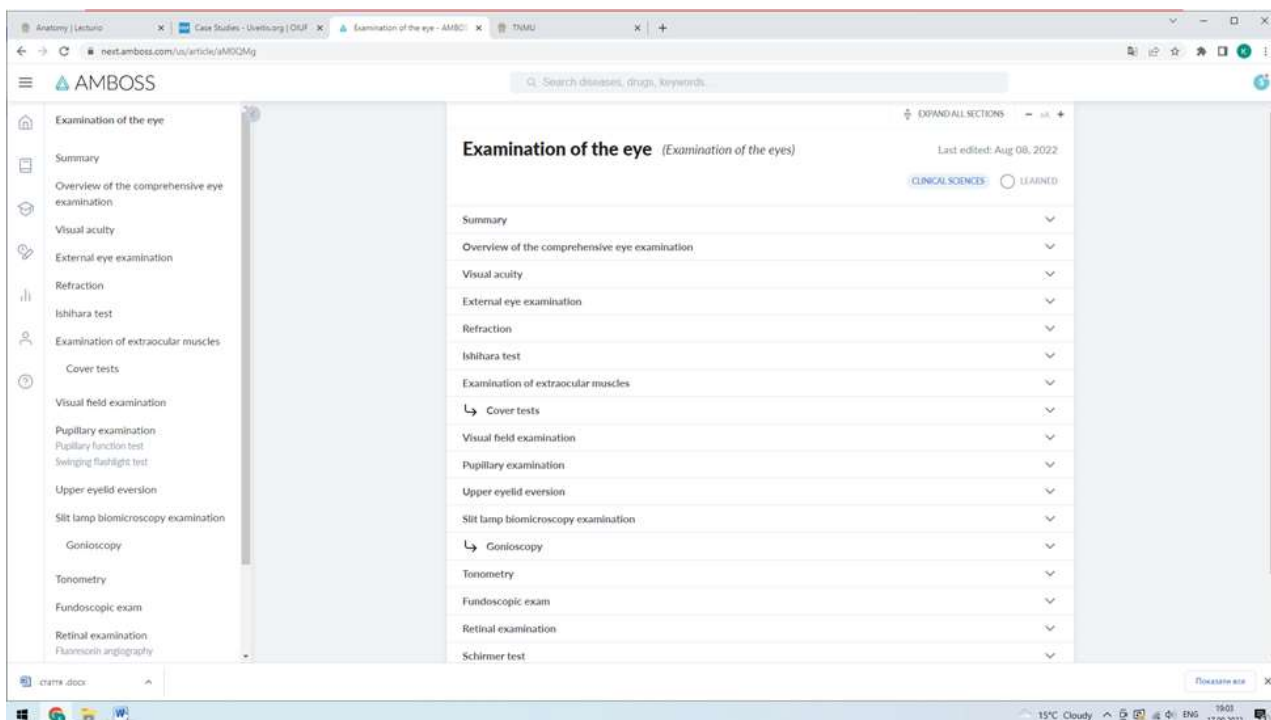 Anatomy | Lecturio
Case Studies - Uveitis.org | OIUF
Examination of the eye - AMBOSS
TNMU
next.amboss.com/us/article/aM0QMg
AMBOSS
Search diseases, drugs, keywords...
Examination of the eye
Summary
Overview of the comprehensive eye
examination
Visual acuity
External eye examination
Refraction
Ishihara test
Examination of extraocular muscles
Cover tests
Visual field examination
Pupillary examination
Pupillary function test
Swinging flashlight test
Upper eyelid eversion
Slit lamp biomicroscopy examination
Gonioscopy
Tonometry
Fundoscopic exam
Retinal examination
Fluorescein angiography
EXPAND ALL SECTIONS
Examination of the eye (Examination of the eyes)
Last edited: Aug 08, 2022
CLINICAL SCIENCES LEARNED
Summary
Overview of the comprehensive eye examination
Visual acuity
External eye examination
Refraction
Ishihara test
Examination of extraocular muscles
Cover tests
Visual field examination
Pupillary examination
Upper eyelid eversion
Slit lamp biomicroscopy examination
Gonioscopy
Tonometry
Fundoscopic exam
Retinal examination
Schirmer test
стаття .docx
Показати все
15°C Cloudy
ENG
19:03